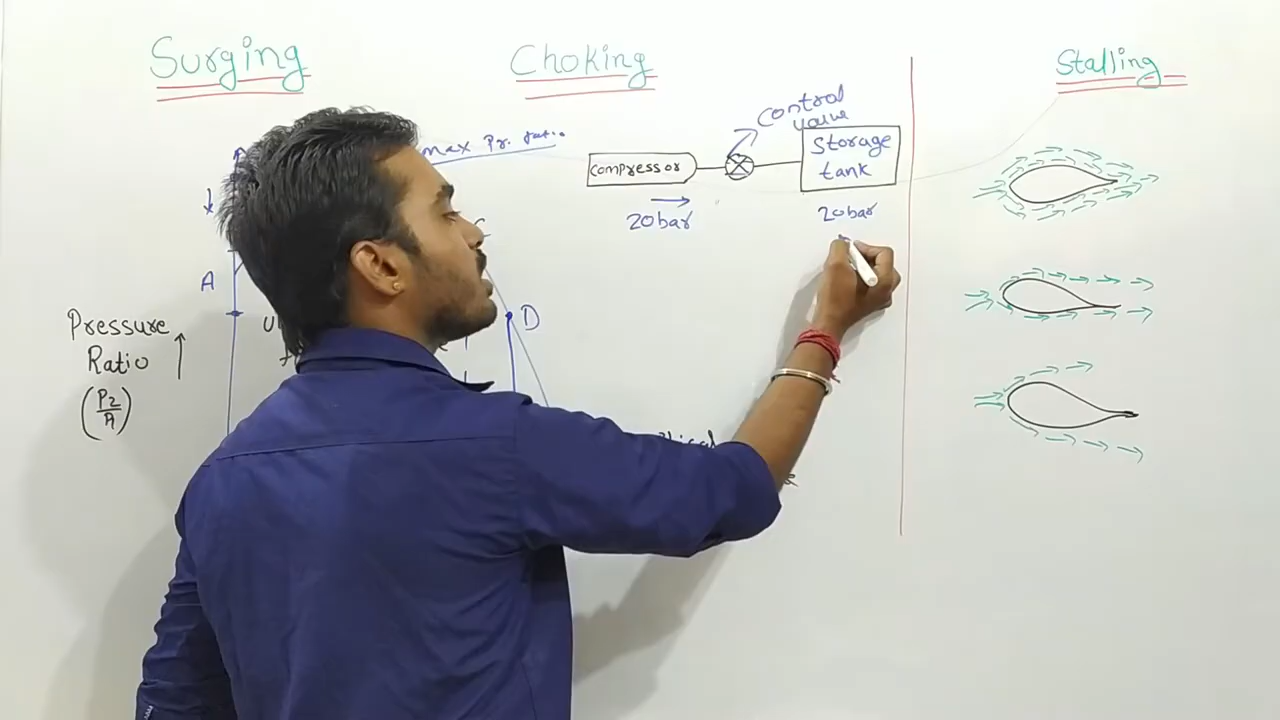 Surging
Choking
Stalling
max Pr. ratio
Control
valve
compressor
Storage
tank
20bar
20bar
A
C
D
Pressure
Ratio
(P2/P1)